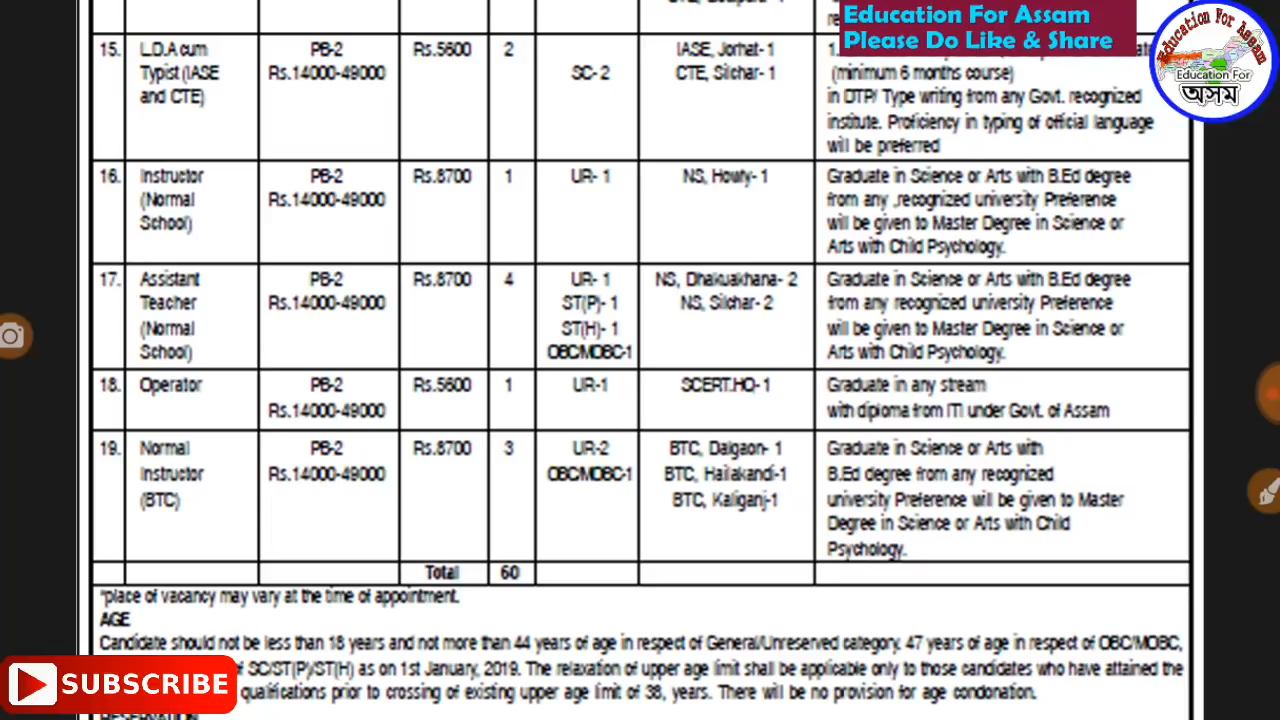 Education For Assam
Please Do Like & Share
Education For Assam
Education For
অসম
15. L.D.A cum PB-2 Rs.5600 2 IASE, Jorhat- 1 1.
Typist (IASE Rs.14000-49000 SC- 2 CTE, Silchar- 1 (minimum 6 months course)
and CTE) in DTP/ Type writing from any Govt. recognized
institute. Proficiency in typing of official language
will be preferred
16. Instructor PB-2 Rs.8700 1 UR- 1 NS, Howly- 1 Graduate in Science or Arts with B.Ed degree
(Normal Rs.14000-49000 from any ,recognized university Preference
School) will be given to Master Degree in Science or
Arts with Child Psychology.
17. Assistant PB-2 Rs.8700 4 UR- 1 NS, Dhakuakhana- 2 Graduate in Science or Arts with B.Ed degree
Teacher Rs.14000-49000 ST(P)- 1 NS, Silchar- 2 from any recognized university Preference
(Normal ST(H)- 1 will be given to Master Degree in Science or
School) OBC/MOBC-1 Arts with Child Psychology.
18. Operator PB-2 Rs.5600 1 UR-1 SCERT.HQ- 1 Graduate in any stream
Rs.14000-49000 with diploma from ITI under Govt. of Assam
19. Normal PB-2 Rs.8700 3 UR-2 BTC, Dalgaon- 1 Graduate in Science or Arts with
Instructor Rs.14000-49000 OBC/MOBC-1 BTC, Hailakandi-1 B.Ed degree from any recognized
(BTC) BTC, Kaliganj-1 university Preference will be given to Master
Degree in Science or Arts with Child
Psychology.
Total 60
*place of vacancy may vary at the time of appointment.
AGE
Candidate should not be less than 18 years and not more than 44 years of age in respect of General/Unreserved category. 47 years of age in respect of OBC/MOBC,
of SC/ST(P)/ST(H) as on 1st January, 2019. The relaxation of upper age limit shall be applicable only to those candidates who have attained the
SUBSCRIBE
qualifications prior to crossing of existing upper age limit of 38, years. There will be no provision for age condonation.
RESERVATION